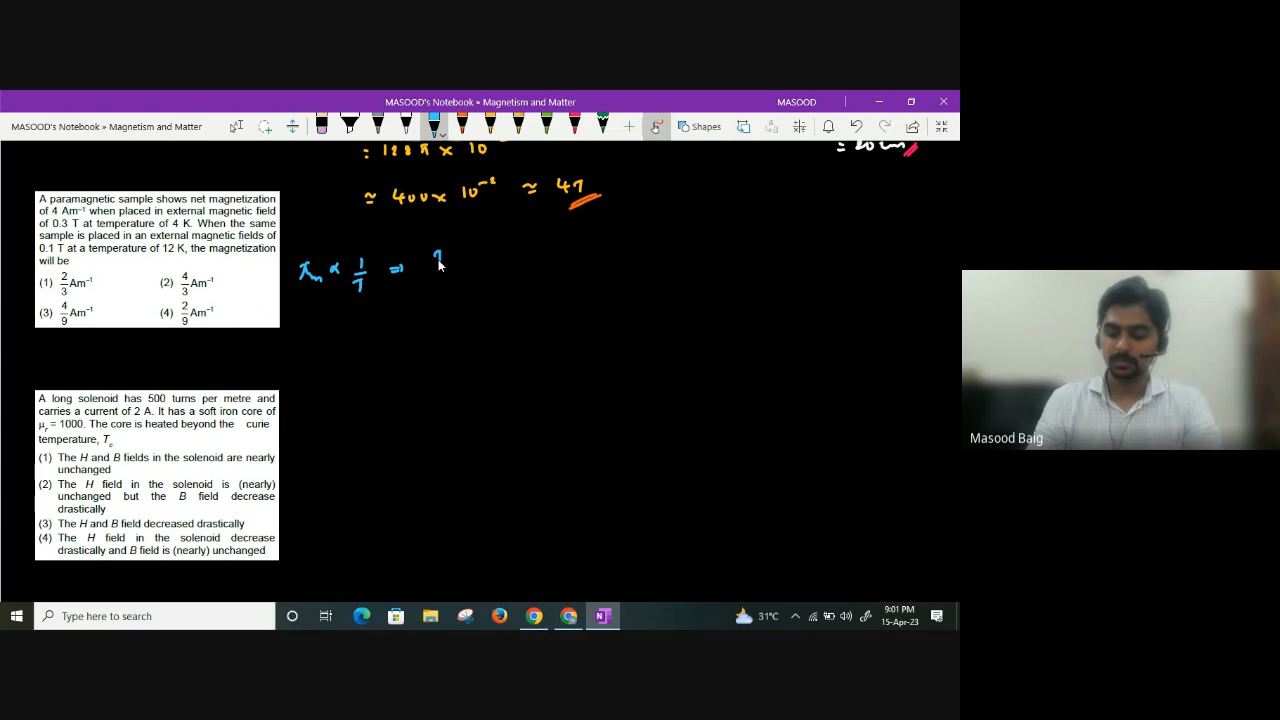 MASOOD's Notebook » Magnetism and Matter
MASOOD
MASOOD's Notebook » Magnetism and Matter
Shapes
= 128 π × 10
≃ 400 × 10⁻² ≃ 4
= 20 cm
A paramagnetic sample shows net magnetization
of 4 Am⁻¹ when placed in external magnetic field
of 0.3 T at temperature of 4 K. When the same
sample is placed in an external magnetic fields of
0.1 T at a temperature of 12 K, the magnetization
will be
(1) 2/3 Am⁻¹ (2) 4/3 Am⁻¹
(3) 4/9 Am⁻¹ (4) 2/9 Am⁻¹
χm ∝ 1/T ⇒
A long solenoid has 500 turns per metre and
carries a current of 2 A. It has a soft iron core of
μr = 1000. The core is heated beyond the curie
temperature, Tc
(1) The H and B fields in the solenoid are nearly
unchanged
(2) The H field in the solenoid is (nearly)
unchanged but the B field decrease
drastically
(3) The H and B field decreased drastically
(4) The H field in the solenoid decrease
drastically and B field is (nearly) unchanged
Masood Baig
Type here to search
31°C
9:01 PM
15-Apr-23